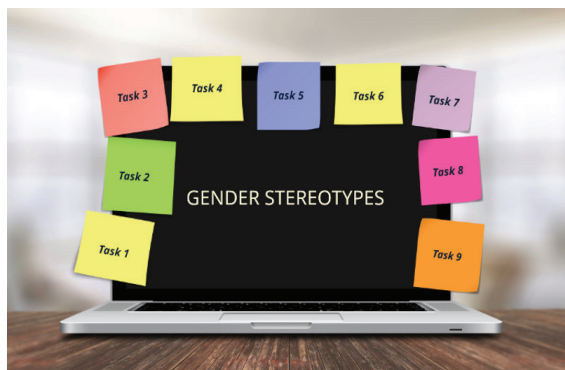 Task 1
Task 2
Task 3
Task 4
Task 5
Task 6
Task 7
Task 8
Task 9
GENDER STEREOTYPES